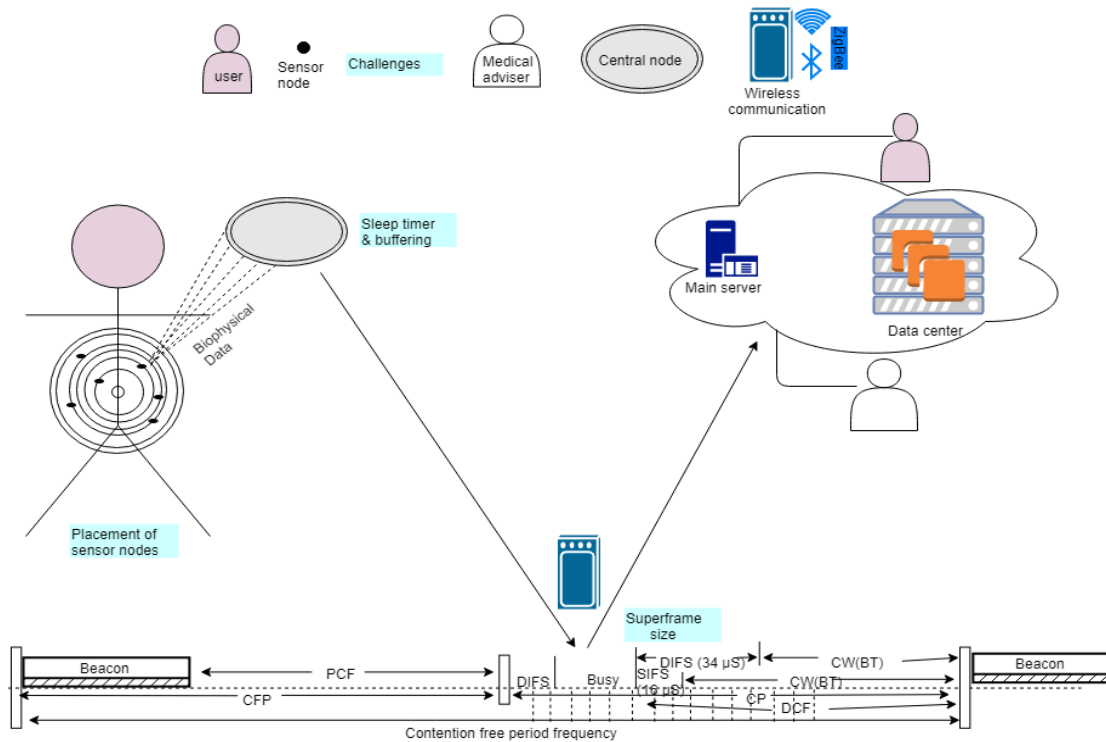 user
Sensor
node
Challenges
Medical
adviser
Central node
ZigBee
Wireless
communication
Sleep timer
& buffering
Biophysical
Data
Main server
Data center
Placement of
sensor nodes
Superframe
size
Beacon
PCF
CFP
DIFS
Busy
DIFS (34 µS)
SIFS
(16 µS)
CW(BT)
CW(BT)
CP
DCF
Beacon
Contention free period frequency